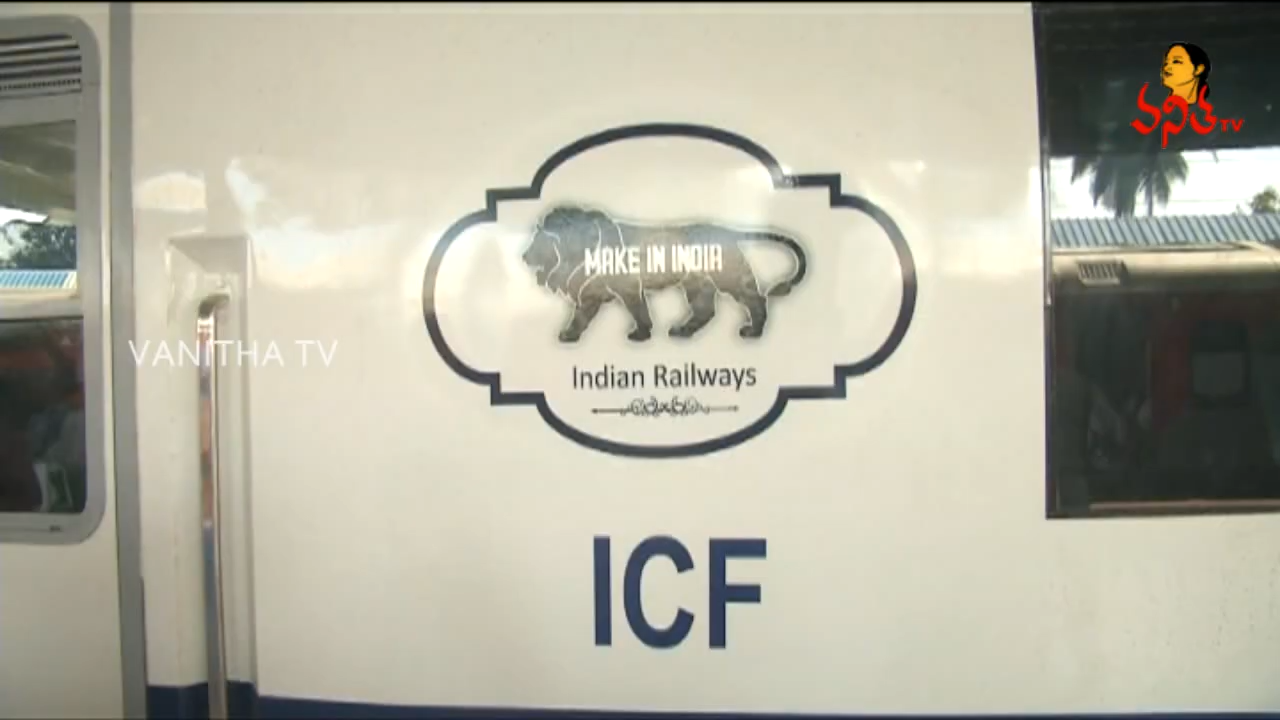 వనిత TV
MAKE IN INDIA
VANITHA TV
Indian Railways
ICF